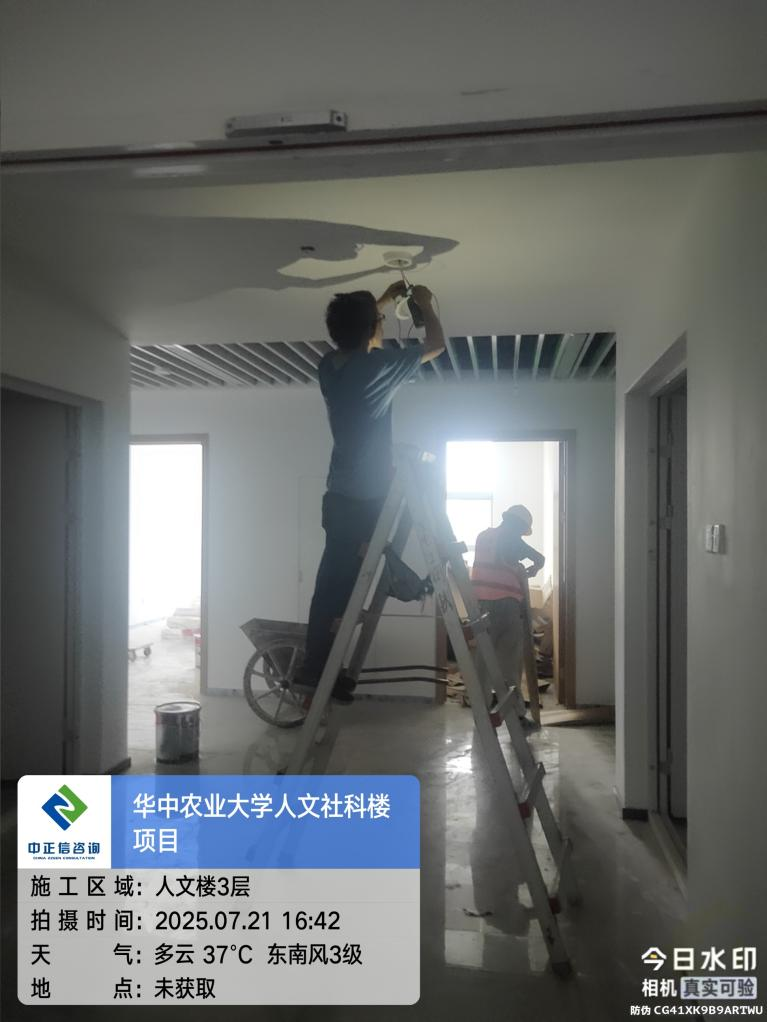 中正信咨询
CHINA ZOSEN CONSULTATION
华中农业大学人文社科楼
项目
施工区域：人文楼3层
拍摄时间：2025.07.21 16:42
天气：多云 37°C 东南风3级
地点：未获取
今日水印
相机 真实可验
防伪 CG41XK9B9ARTWU